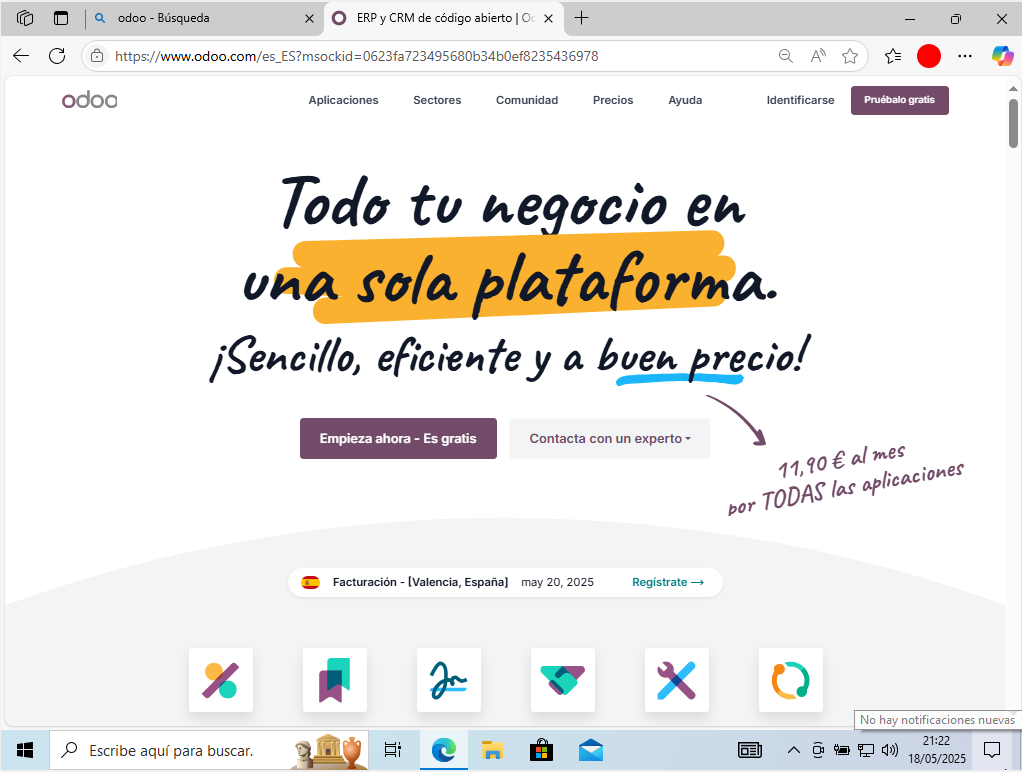 odoo - Búsqueda
ERP y CRM de código abierto | Oc
https://www.odoo.com/es_ES?msockid=0623fa723495680b34b0ef8235436978
odoo
Aplicaciones
Sectores
Comunidad
Precios
Ayuda
Identificarse
Pruébalo gratis
Todo tu negocio en
una sola plataforma.
¡Sencillo, eficiente y a buen precio!
Empieza ahora - Es gratis
Contacta con un experto
11,90 € al mes
por TODAS las aplicaciones
Facturación - [Valencia, España]
may 20, 2025
Regístrate →
No hay notificaciones nuevas
Escribe aquí para buscar.
21:22
18/05/2025